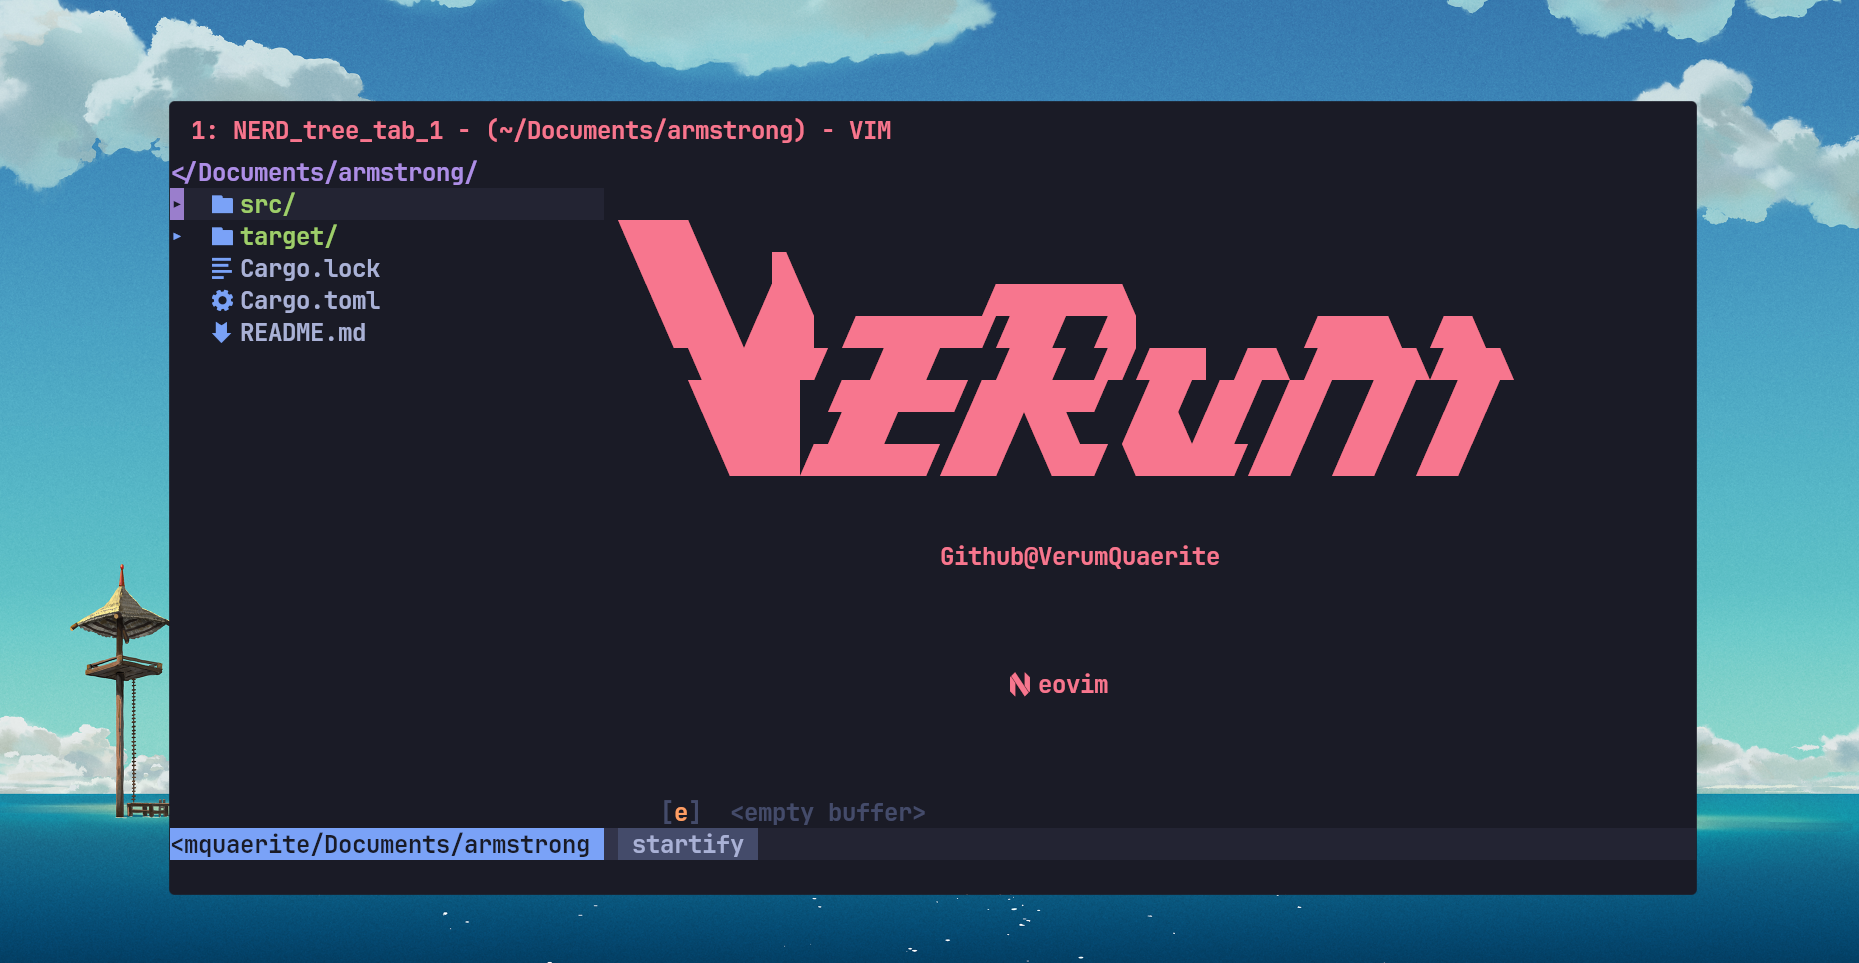 1: NERD_tree_tab_1 - (~/Documents/armstrong) - VIM
</Documents/armstrong/
src/
target/
Cargo.lock
Cargo.toml
README.md
VERUM
Github@VerumQuaerite
Neovim
[e] <empty buffer>
<mquaerite/Documents/armstrong
startify